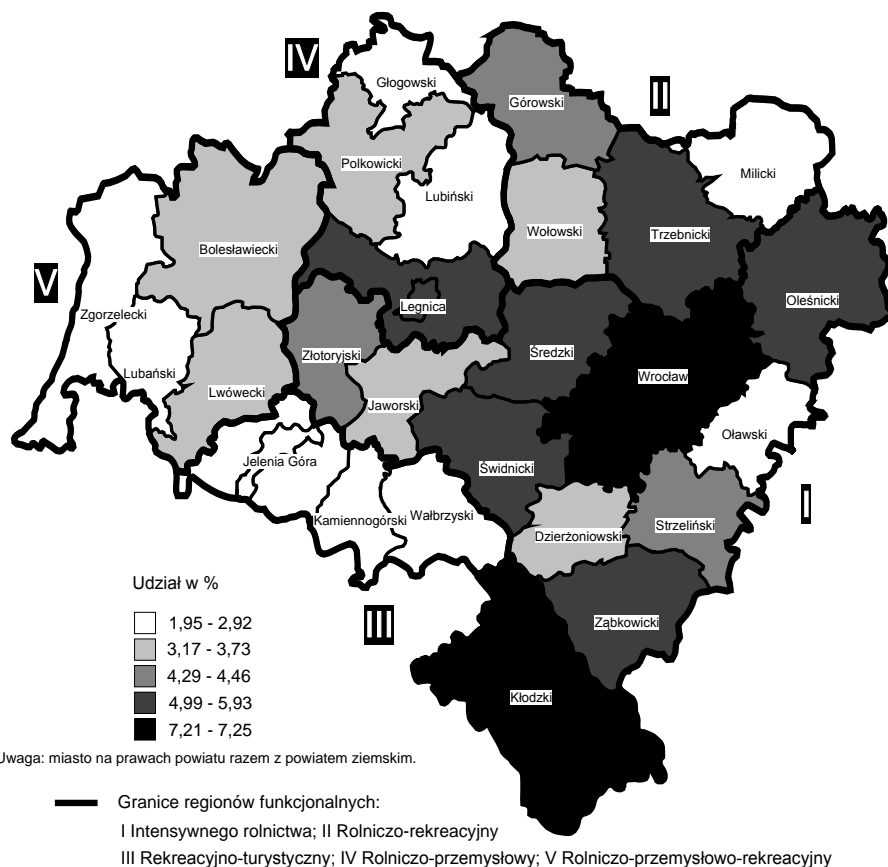 IV
Głogowski
Górowski
II
Polkowicki
Milicki
Lubiński
Wołowski
Trzebnicki
Bolesławiecki
V
Zgorzelecki
Legnica
Oleśnicki
Złotoryjski
Średzki
Lubański
Wrocław
Lwówecki
Jaworski
Oławski
Jelenia Góra
Świdnicki
I
Kamiennogórski
Wałbrzyski
Dzierżoniowski
Strzeliński
Udział w %
III
1,95 - 2,92
3,17 - 3,73
4,29 - 4,46
4,99 - 5,93
7,21 - 7,25
Ząbkowicki
Kłodzki
Uwaga: miasto na prawach powiatu razem z powiatem ziemskim.
Granice regionów funkcjonalnych:
I Intensywnego rolnictwa; II Rolniczo-rekreacyjny
III Rekreacyjno-turystyczny; IV Rolniczo-przemysłowy; V Rolniczo-przemysłowo-rekreacyjny